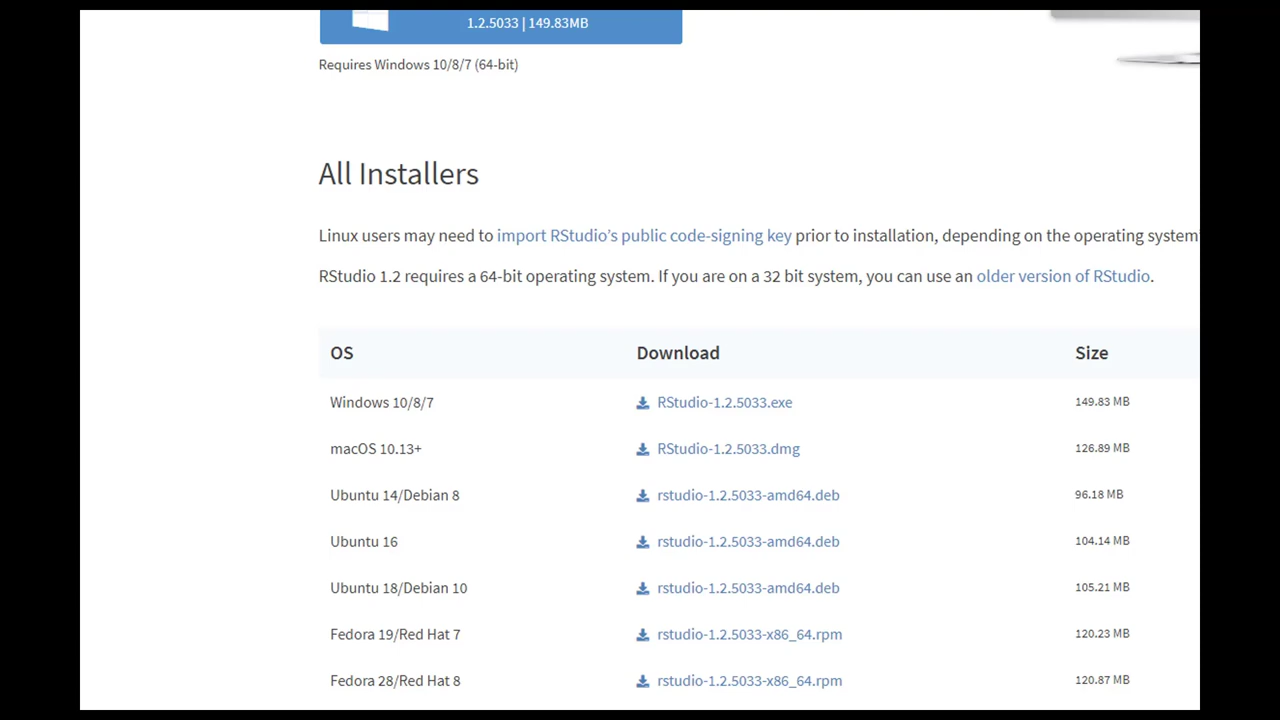 1.2.5033 | 149.83MB
Requires Windows 10/8/7 (64-bit)
All Installers
Linux users may need to import RStudio’s public code-signing key prior to installation, depending on the operating system
RStudio 1.2 requires a 64-bit operating system. If you are on a 32 bit system, you can use an older version of RStudio.
OS Download Size
Windows 10/8/7 RStudio-1.2.5033.exe 149.83 MB
macOS 10.13+ RStudio-1.2.5033.dmg 126.89 MB
Ubuntu 14/Debian 8 rstudio-1.2.5033-amd64.deb 96.18 MB
Ubuntu 16 rstudio-1.2.5033-amd64.deb 104.14 MB
Ubuntu 18/Debian 10 rstudio-1.2.5033-amd64.deb 105.21 MB
Fedora 19/Red Hat 7 rstudio-1.2.5033-x86_64.rpm 120.23 MB
Fedora 28/Red Hat 8 rstudio-1.2.5033-x86_64.rpm 120.87 MB